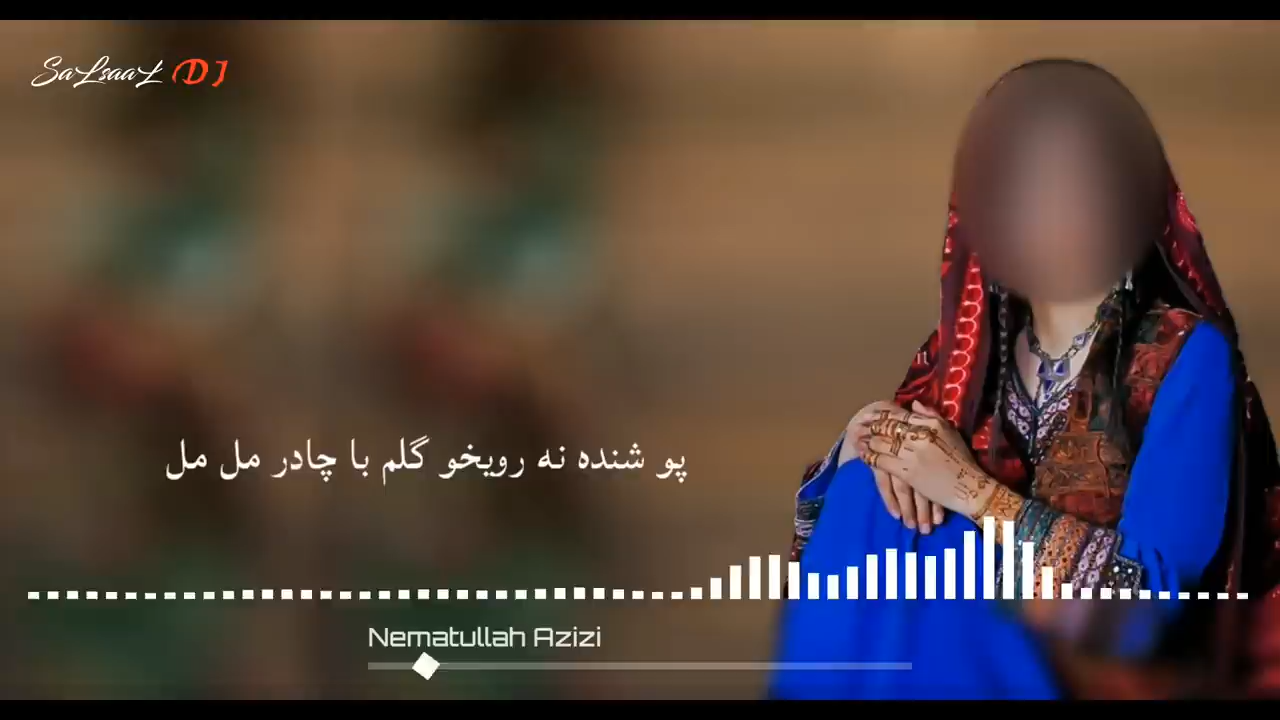 SaLsaaL DJ
پو شنده نه رویخو گلم با چادر مل مل
Nematullah Azizi